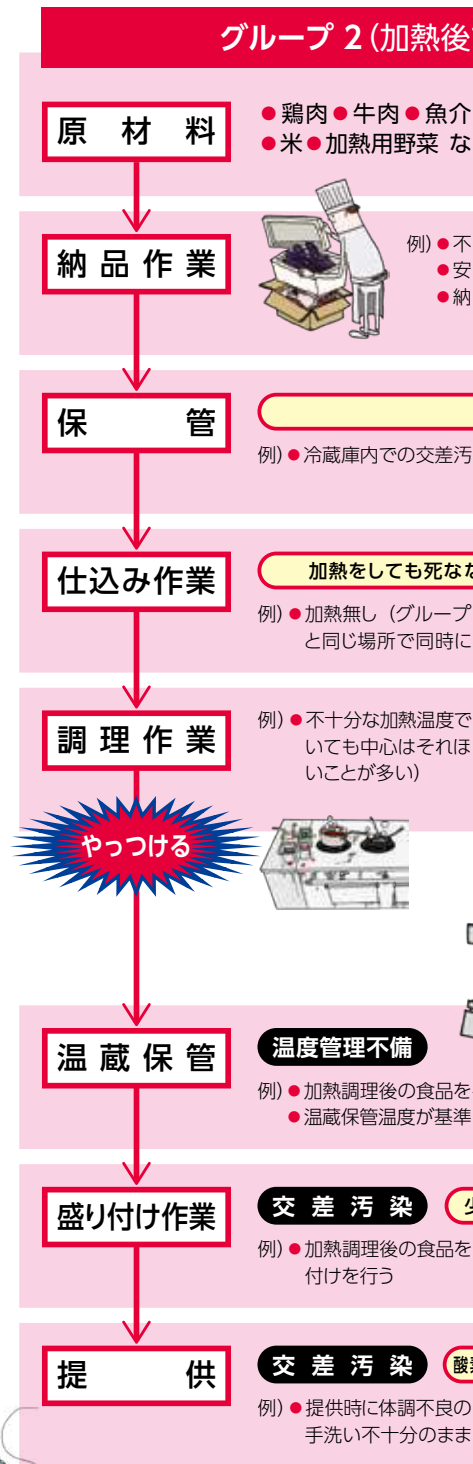 グループ 2（加熱後
原材料
●鶏肉●牛肉●魚介
●米●加熱用野菜 な
納品作業
例）●不
●安
●納
保管
例）●冷蔵庫内での交差汚
仕込み作業
加熱をしても死な
例）●加熱無し（グループ
と同じ場所で同時に
調理作業
例）●不十分な加熱温度で
いても中心はそれほ
いことが多い）
やっつける
温蔵保管
温度管理不備
例）●加熱調理後の食品を
●温蔵保管温度が基準
盛り付け作業
交差汚染
例）●加熱調理後の食品を
付けを行う
提供
交差汚染
例）●提供時に体調不良の
手洗い不十分のまま